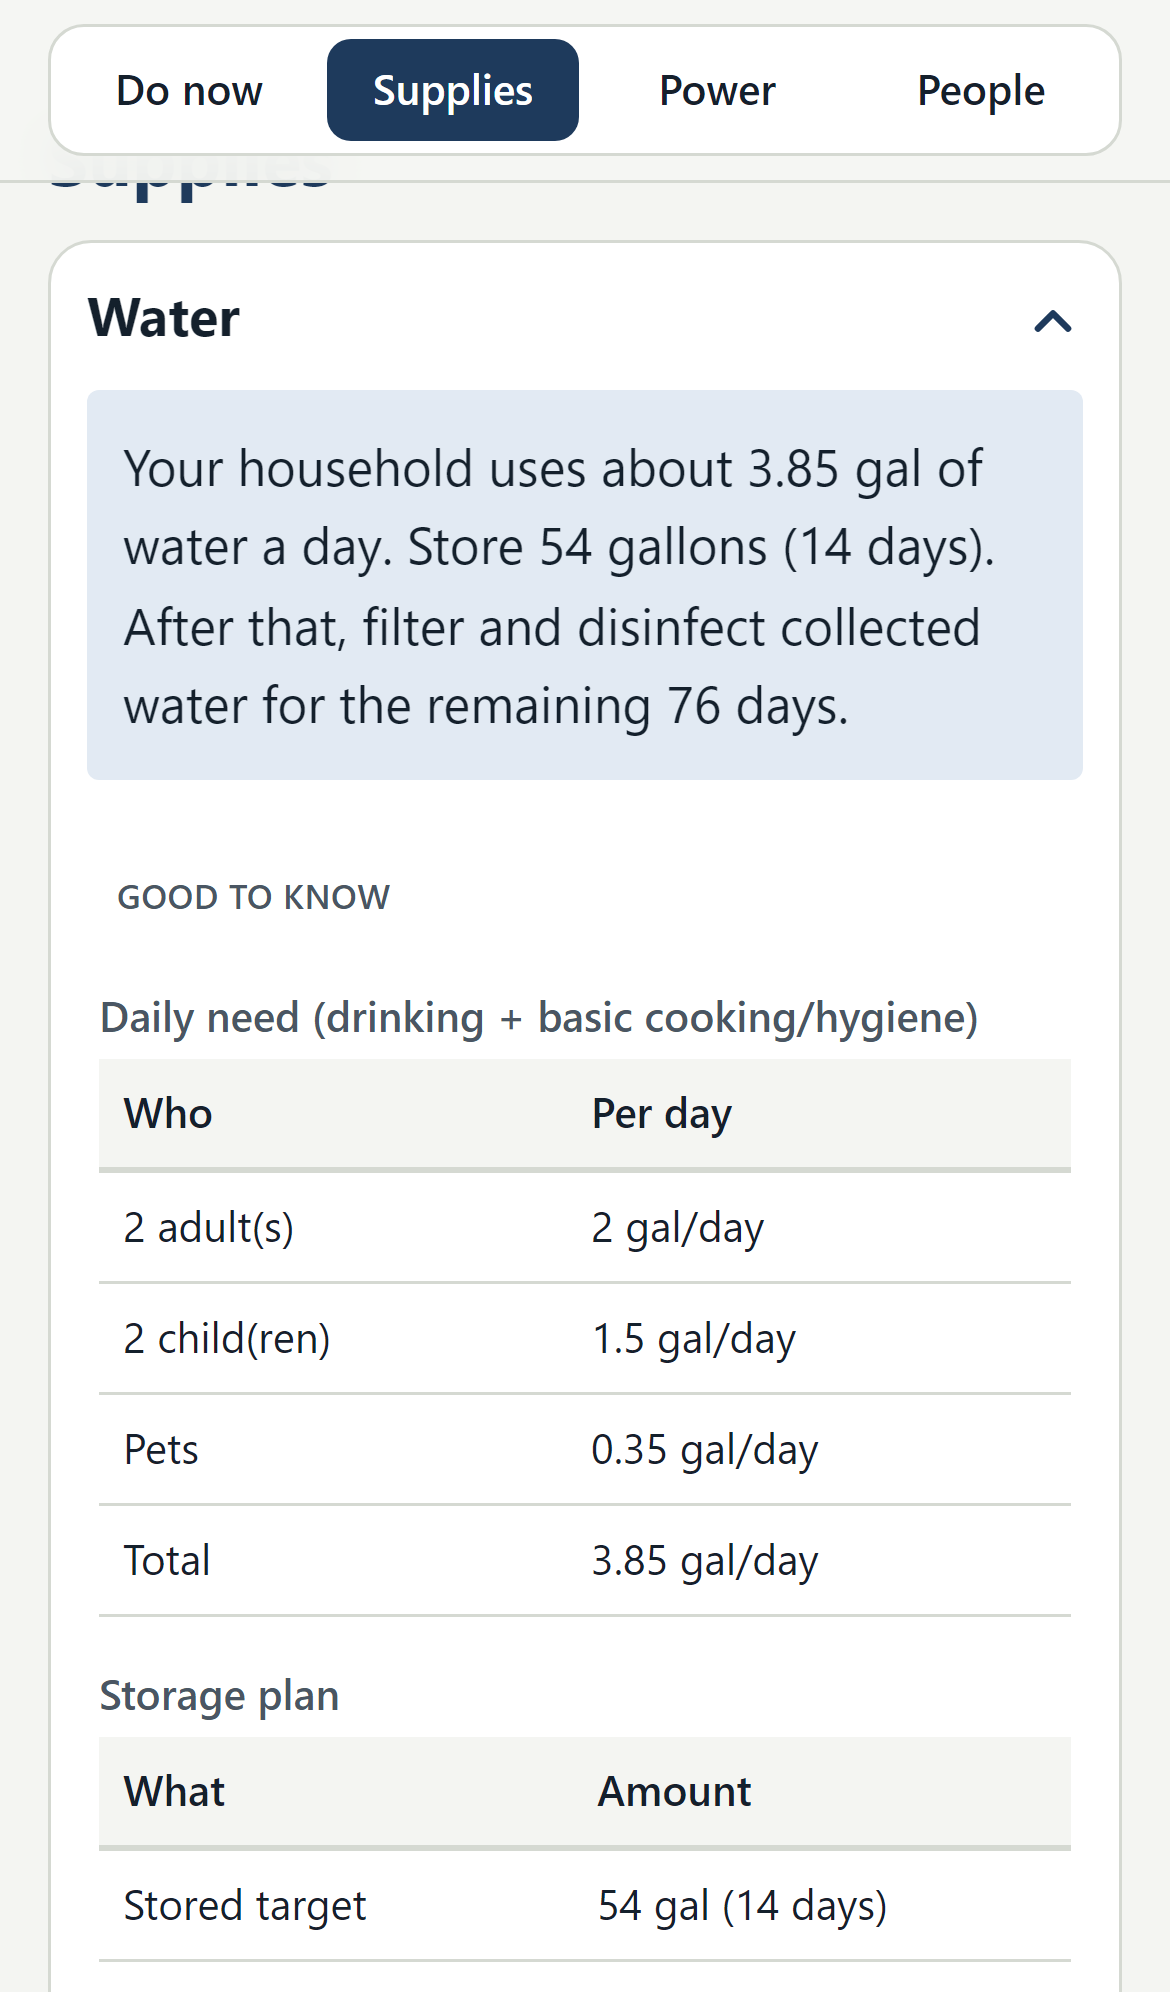 Do now
Supplies
Power
People
Supplies
Water
Your household uses about 3.85 gal of
water a day. Store 54 gallons (14 days).
After that, filter and disinfect collected
water for the remaining 76 days.
GOOD TO KNOW
Daily need (drinking + basic cooking/hygiene)
Who Per day
2 adult(s) 2 gal/day
2 child(ren) 1.5 gal/day
Pets 0.35 gal/day
Total 3.85 gal/day
Storage plan
What Amount
Stored target 54 gal (14 days)